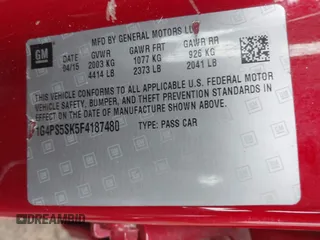 GM
MFD BY GENERAL MOTORS LLC
DATE GVWR GAWR FRT GAWR RR
04/15 2003 KG 1077 KG 926 KG
4414 LB 2373 LB 2041 LB
THIS VEHICLE CONFORMS TO ALL APPLICABLE U.S. FEDERAL MOTOR
VEHICLE SAFETY, BUMPER, AND THEFT PREVENTION STANDARDS IN
EFFECT ON THE DATE OF MANUFACTURE SHOWN ABOVE.
1G4PS5SK5F4187480 TYPE: PASS CAR
DREAMBID